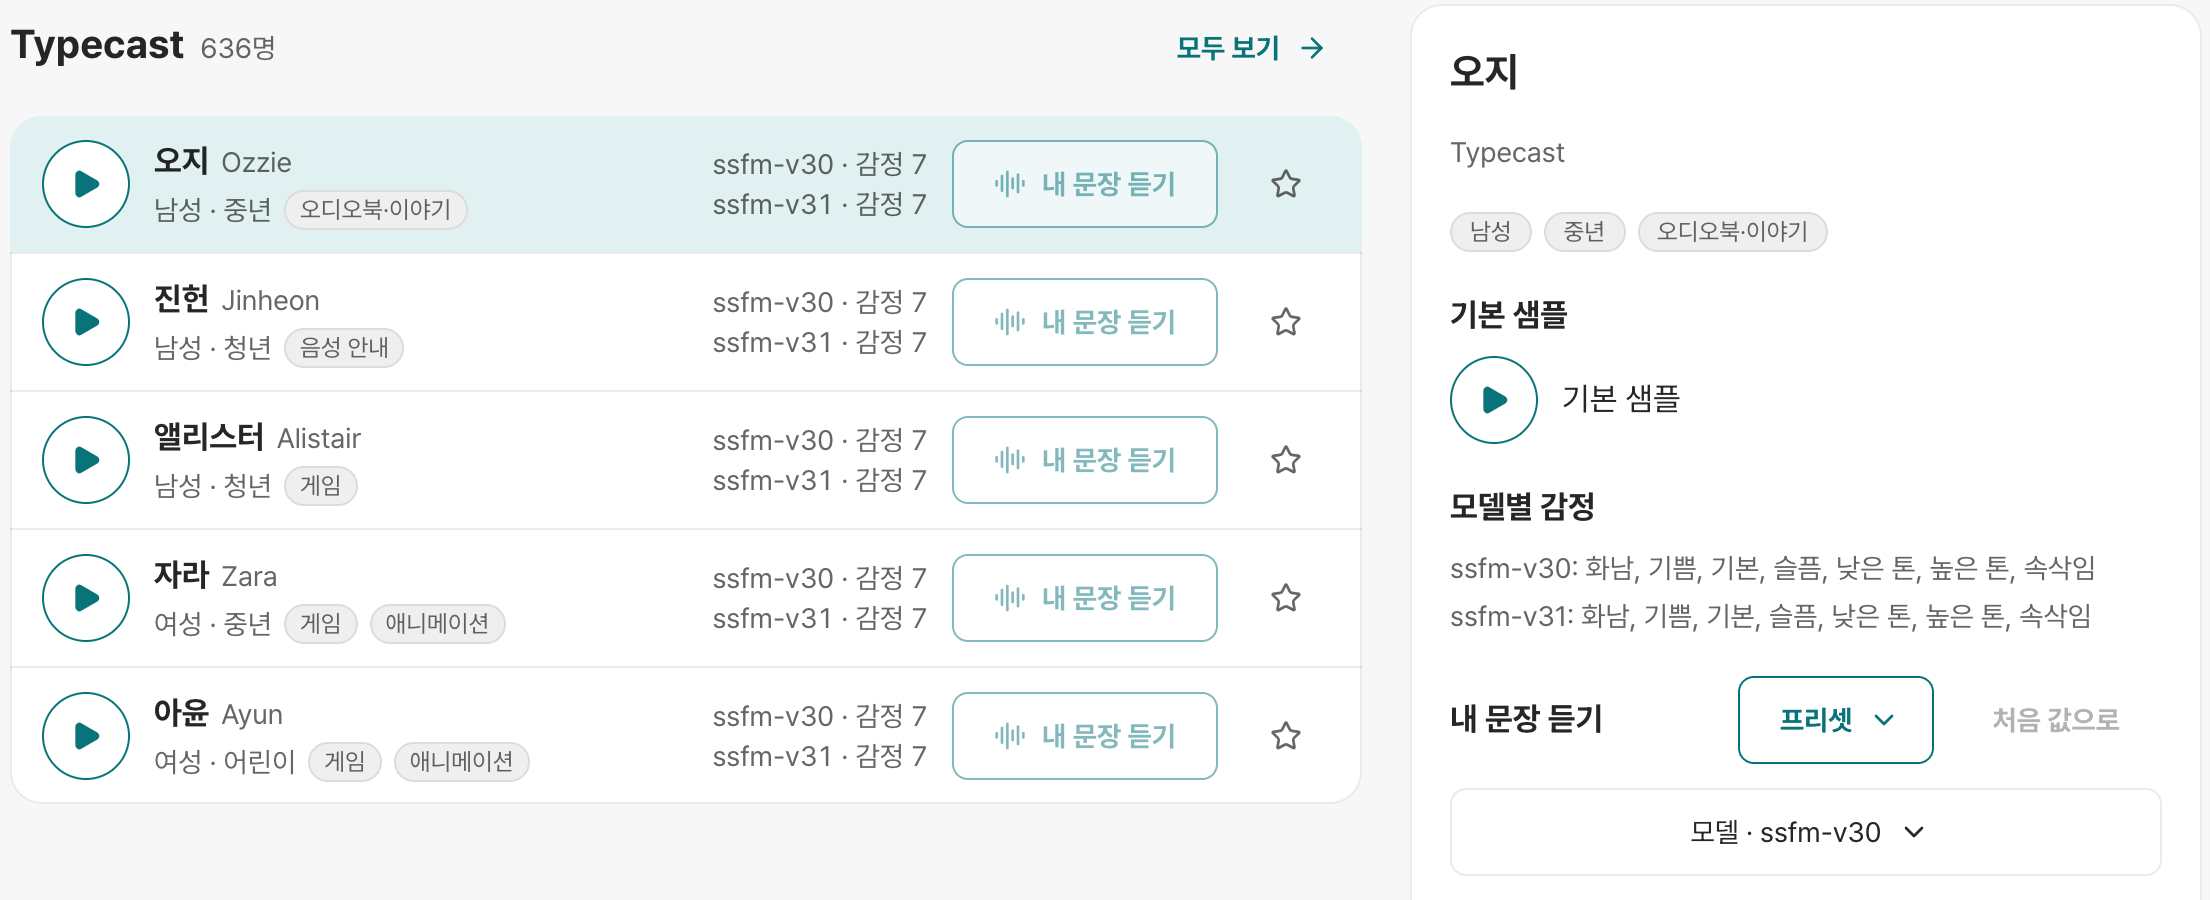 Typecast 636명
모두 보기 →
오지 Ozzie
남성 · 중년 오디오북·이야기
ssfm-v30 · 감정 7
ssfm-v31 · 감정 7
내 문장 듣기
진헌 Jinheon
남성 · 청년 음성 안내
ssfm-v30 · 감정 7
ssfm-v31 · 감정 7
내 문장 듣기
앨리스터 Alistair
남성 · 청년 게임
ssfm-v30 · 감정 7
ssfm-v31 · 감정 7
내 문장 듣기
자라 Zara
여성 · 중년 게임 애니메이션
ssfm-v30 · 감정 7
ssfm-v31 · 감정 7
내 문장 듣기
아윤 Ayun
여성 · 어린이 게임 애니메이션
ssfm-v30 · 감정 7
ssfm-v31 · 감정 7
내 문장 듣기
오지
Typecast
남성 중년 오디오북·이야기
기본 샘플
기본 샘플
모델별 감정
ssfm-v30: 화남, 기쁨, 기본, 슬픔, 낮은 톤, 높은 톤, 속삭임
ssfm-v31: 화남, 기쁨, 기본, 슬픔, 낮은 톤, 높은 톤, 속삭임
내 문장 듣기 프리셋 처음 값으로
모델 · ssfm-v30